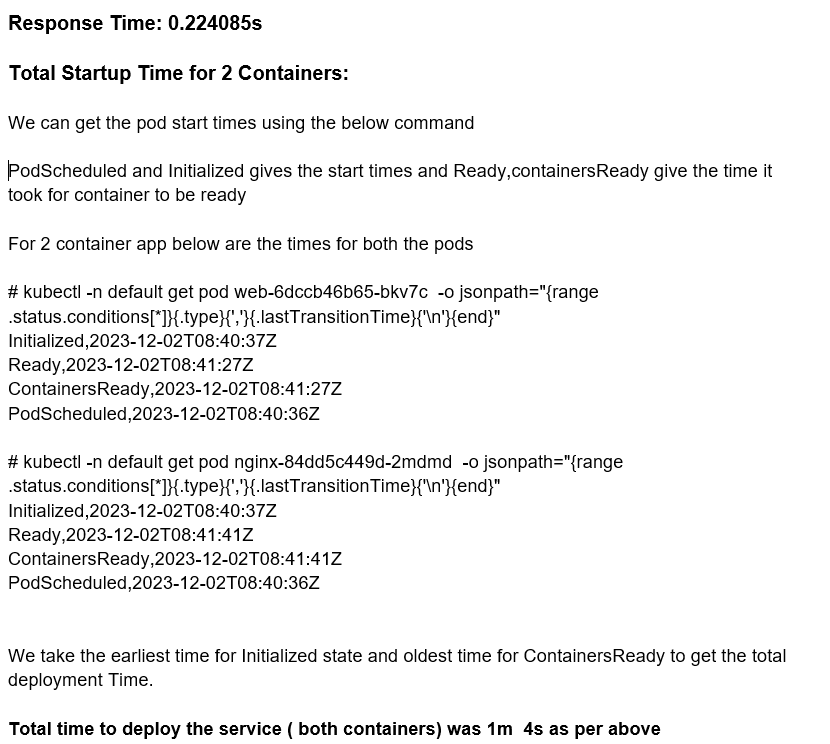 Response Time: 0.224085s
Total Startup Time for 2 Containers:
We can get the pod start times using the below command
PodScheduled and Initialized gives the start times and Ready,containersReady give the time it
took for container to be ready
For 2 container app below are the times for both the pods
# kubectl -n default get pod web-6dccb46b65-bkv7c  -o jsonpath="{range
.status.conditions[*]}{.type}{','}{.lastTransitionTime}{'\n'}{end}"
Initialized,2023-12-02T08:40:37Z
Ready,2023-12-02T08:41:27Z
ContainersReady,2023-12-02T08:41:27Z
PodScheduled,2023-12-02T08:40:36Z
# kubectl -n default get pod nginx-84dd5c449d-2mdmd  -o jsonpath="{range
.status.conditions[*]}{.type}{','}{.lastTransitionTime}{'\n'}{end}"
Initialized,2023-12-02T08:40:37Z
Ready,2023-12-02T08:41:41Z
ContainersReady,2023-12-02T08:41:41Z
PodScheduled,2023-12-02T08:40:36Z
We take the earliest time for Initialized state and oldest time for ContainersReady to get the total
deployment Time.
Total time to deploy the service ( both containers) was 1m  4s as per above